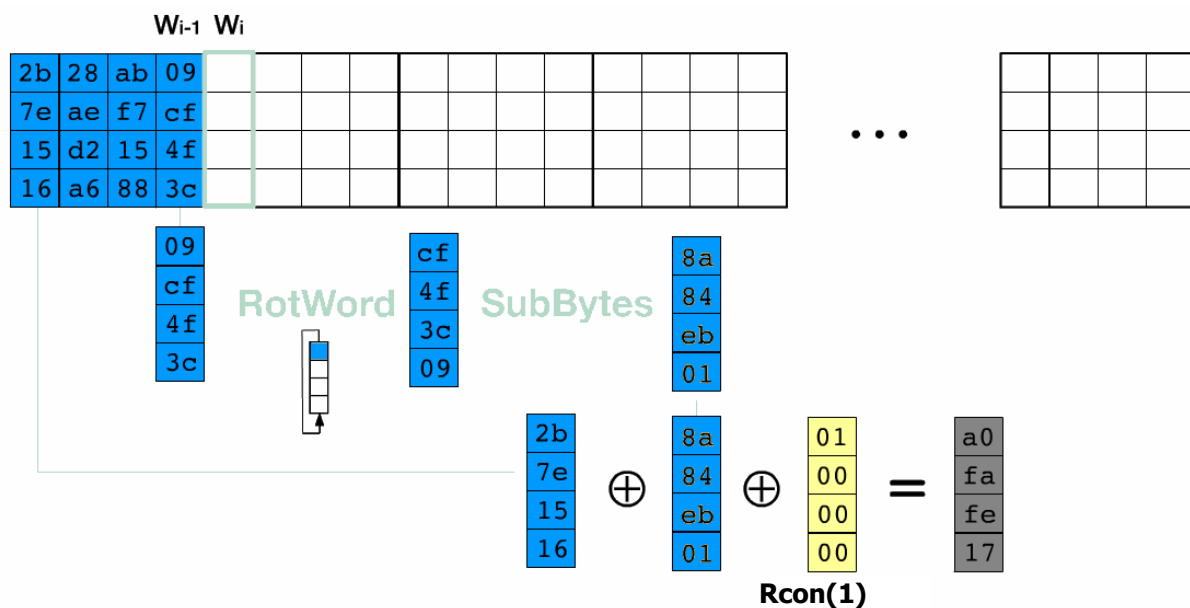 Wi-1 Wi
2b 28 ab 09
7e ae f7 cf
15 d2 15 4f
16 a6 88 3c
...
09
cf
4f
3c
RotWord
cf
4f
3c
09
SubBytes
8a
84
eb
01
2b 8a 01 a0
7e ⊕ 84 ⊕ 00 = fa
15 eb 00 fe
16 01 00 17
Rcon(1)